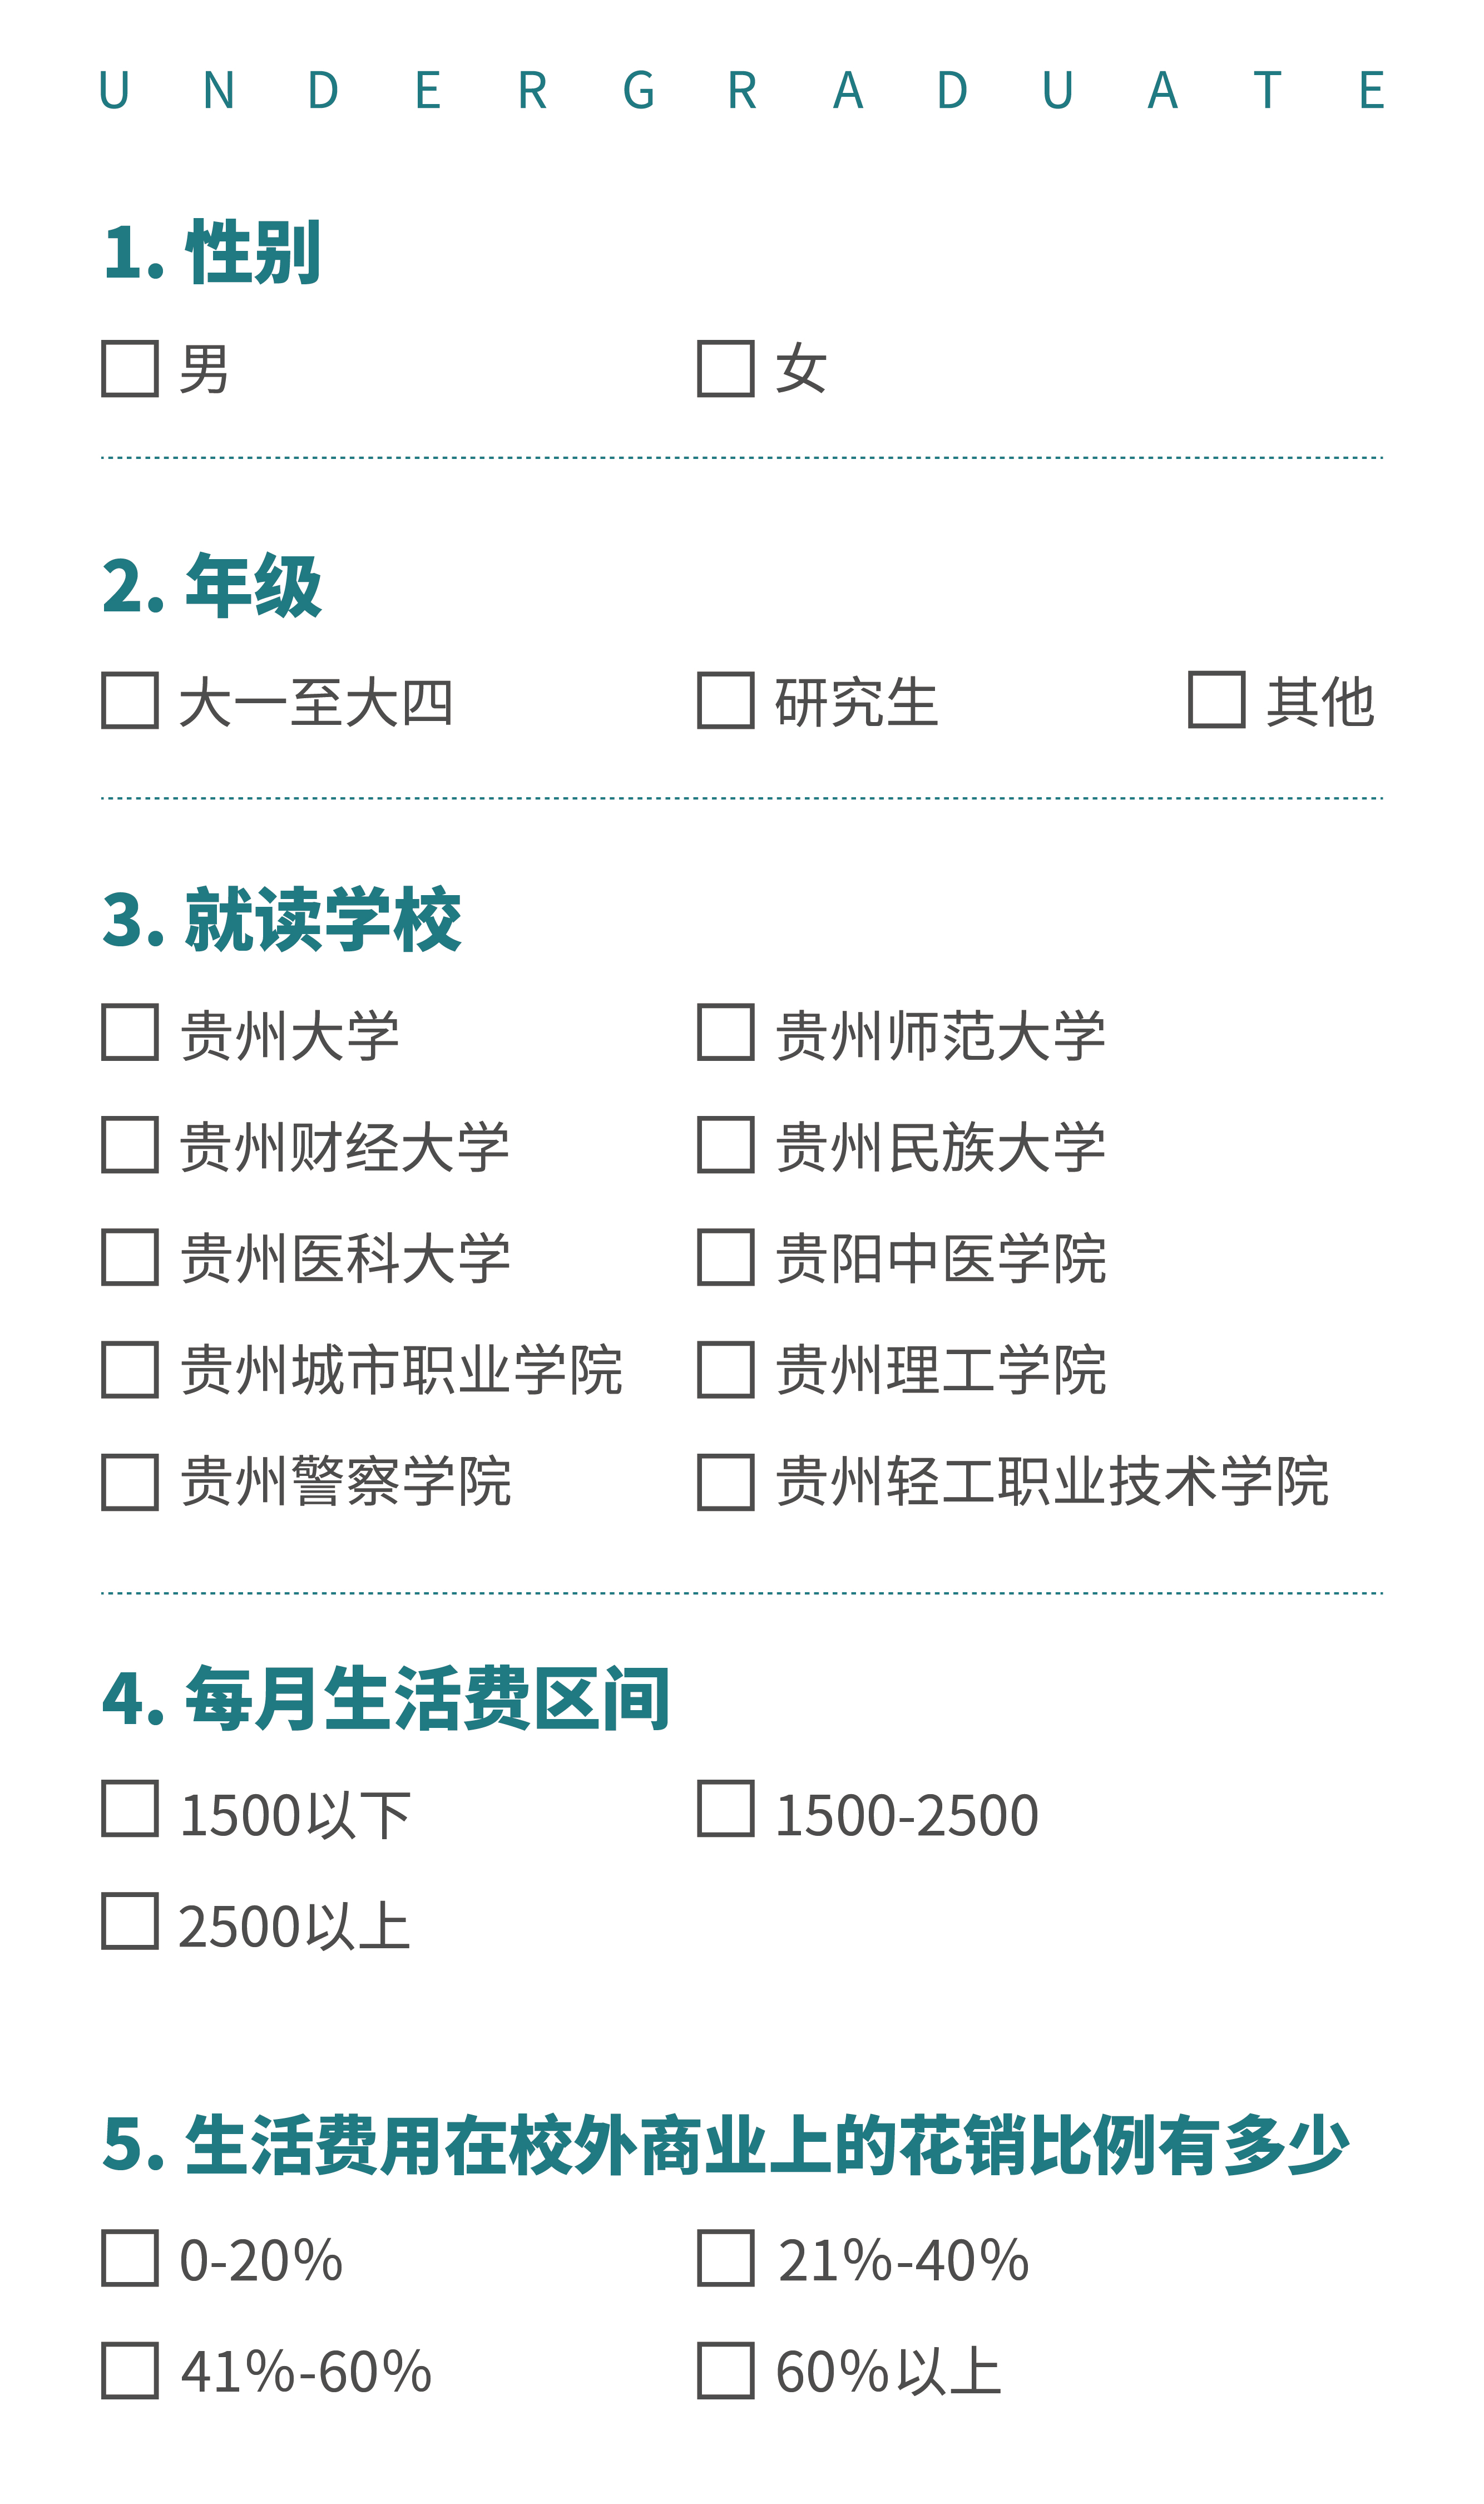 UNDERGRADUATE
1. 性别
男 女
2. 年级
大一至大四 研究生 其他
3. 就读学校
贵州大学 贵州师范大学
贵州财经大学 贵州民族大学
贵州医科大学 贵阳中医学院
贵州城市职业学院 贵州理工学院
贵州警察学院 贵州轻工职业技术学院
4. 每月生活费区间
1500以下 1500-2500
2500以上
5. 生活费用在校外商业上的花销比例有多少
0-20% 21%-40%
41%-60% 60%以上